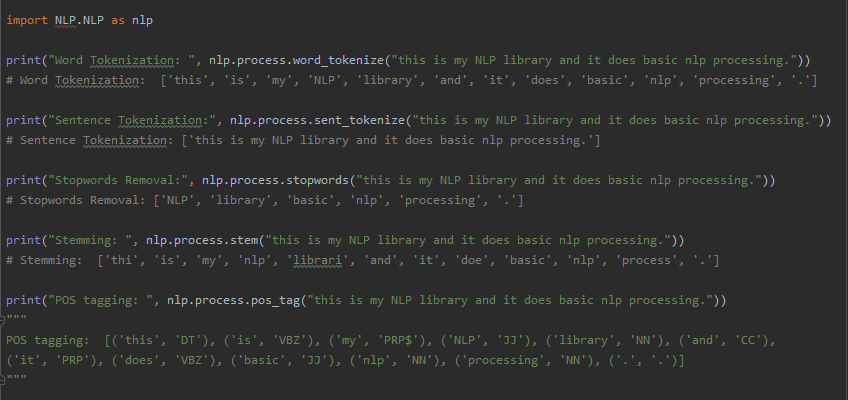 import NLP.NLP as nlp
print("Word Tokenization: ", nlp.process.word_tokenize("this is my NLP library and it does basic nlp processing."))
# Word Tokenization:  ['this', 'is', 'my', 'NLP', 'library', 'and', 'it', 'does', 'basic', 'nlp', 'processing', '.']
print("Sentence Tokenization:", nlp.process.sent_tokenize("this is my NLP library and it does basic nlp processing."))
# Sentence Tokenization: ['this is my NLP library and it does basic nlp processing.']
print("Stopwords Removal:", nlp.process.stopwords("this is my NLP library and it does basic nlp processing."))
# Stopwords Removal: ['NLP', 'library', 'basic', 'nlp', 'processing', '.']
print("Stemming: ", nlp.process.stem("this is my NLP library and it does basic nlp processing."))
# Stemming:  ['thi', 'is', 'my', 'nlp', 'librari', 'and', 'it', 'doe', 'basic', 'nlp', 'process', '.']
print("POS tagging: ", nlp.process.pos_tag("this is my NLP library and it does basic nlp processing."))
"""
POS tagging:  [('this', 'DT'), ('is', 'VBZ'), ('my', 'PRP$'), ('NLP', 'JJ'), ('library', 'NN'), ('and', 'CC'),
('it', 'PRP'), ('does', 'VBZ'), ('basic', 'JJ'), ('nlp', 'NN'), ('processing', 'NN'), ('.', '.')]
"""